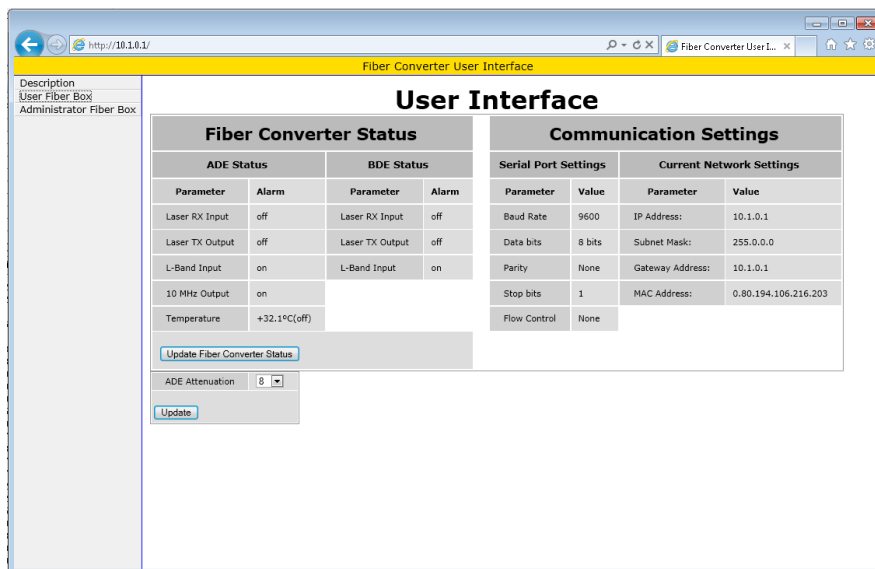 http://10.1.0.1/
Fiber Converter User I...
Fiber Converter User Interface
Description
User Fiber Box
Administrator Fiber Box
User Interface
Fiber Converter Status
Communication Settings
ADE Status BDE Status Serial Port Settings Current Network Settings
Parameter Alarm Parameter Alarm Parameter Value Parameter Value
Laser RX Input off Laser RX Input off Baud Rate 9600 IP Address: 10.1.0.1
Laser TX Output off Laser TX Output off Data bits 8 bits Subnet Mask: 255.0.0.0
L-Band Input on L-Band Input on Parity None Gateway Address: 10.1.0.1
10 MHz Output on Stop bits 1 MAC Address: 0.80.194.106.216.203
Temperature +32.1ºC(off) Flow Control None
Update Fiber Converter Status
ADE Attenuation 8
Update